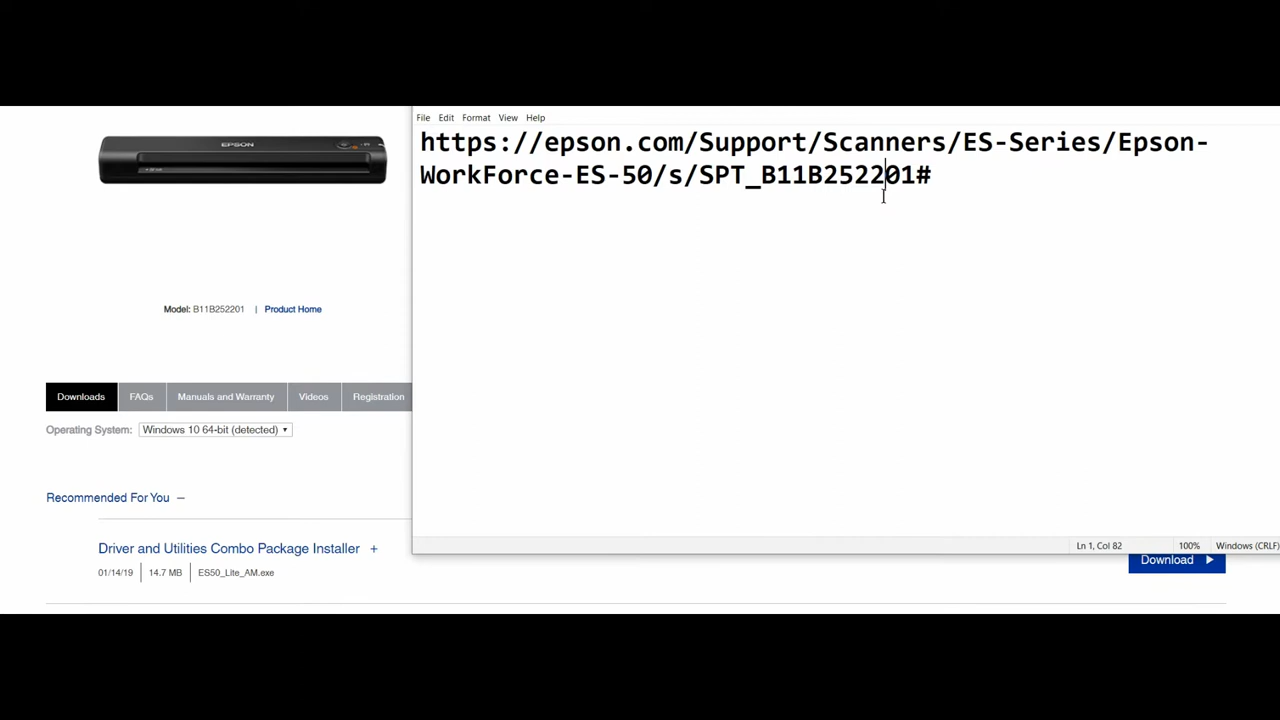 File Edit Format View Help
https://epson.com/Support/Scanners/ES-Series/Epson-
WorkForce-ES-50/s/SPT_B11B252201#
EPSON
Model: B11B252201 | Product Home
Downloads FAQs Manuals and Warranty Videos Registration
Operating System: Windows 10 64-bit (detected)
Recommended For You –
Driver and Utilities Combo Package Installer +
01/14/19 14.7 MB ES50_Lite_AM.exe
Ln 1, Col 82 100% Windows (CRLF)
Download